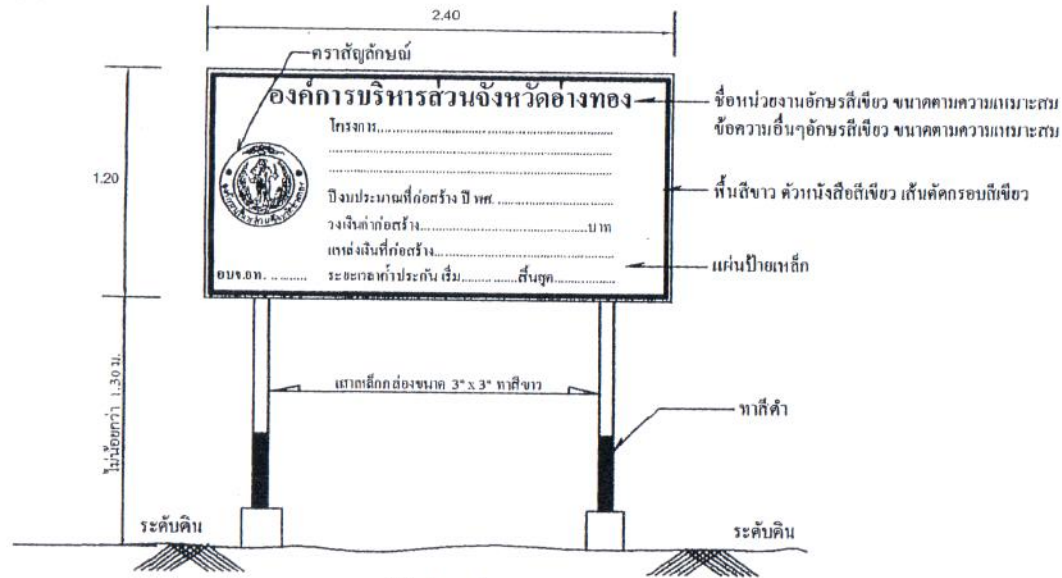 2.40
ตราสัญลักษณ์
องค์การบริหารส่วนจังหวัดอ่างทอง
ชื่อหน่วยงานอักษรสีเขียว ขนาดตามความเหมาะสม
ข้อความอื่นๆอักษรสีเขียว ขนาดตามความเหมาะสม
โครงการ..........................................................
..........................................................
..........................................................
1.20
ปีงบประมาณที่ก่อสร้าง ปี พศ. .............................
พื้นสีขาว ตัวหนังสือสีเขียว เส้นตัดกรอบสีเขียว
วงเงินค่าก่อสร้าง..........................................บาท
แหล่งเงินที่ก่อสร้าง.............................................
แผ่นป้ายเหล็ก
อบจ.อท. ............
ระยะเวลาค้ำประกัน เริ่ม...............สิ้นสุด................
ไม่น้อยกว่า 1.30 ม.
เสาเหล็กกล่องขนาด 3" x 3" ทาสีขาว
ทาสีดำ
ระดับดิน
ระดับดิน